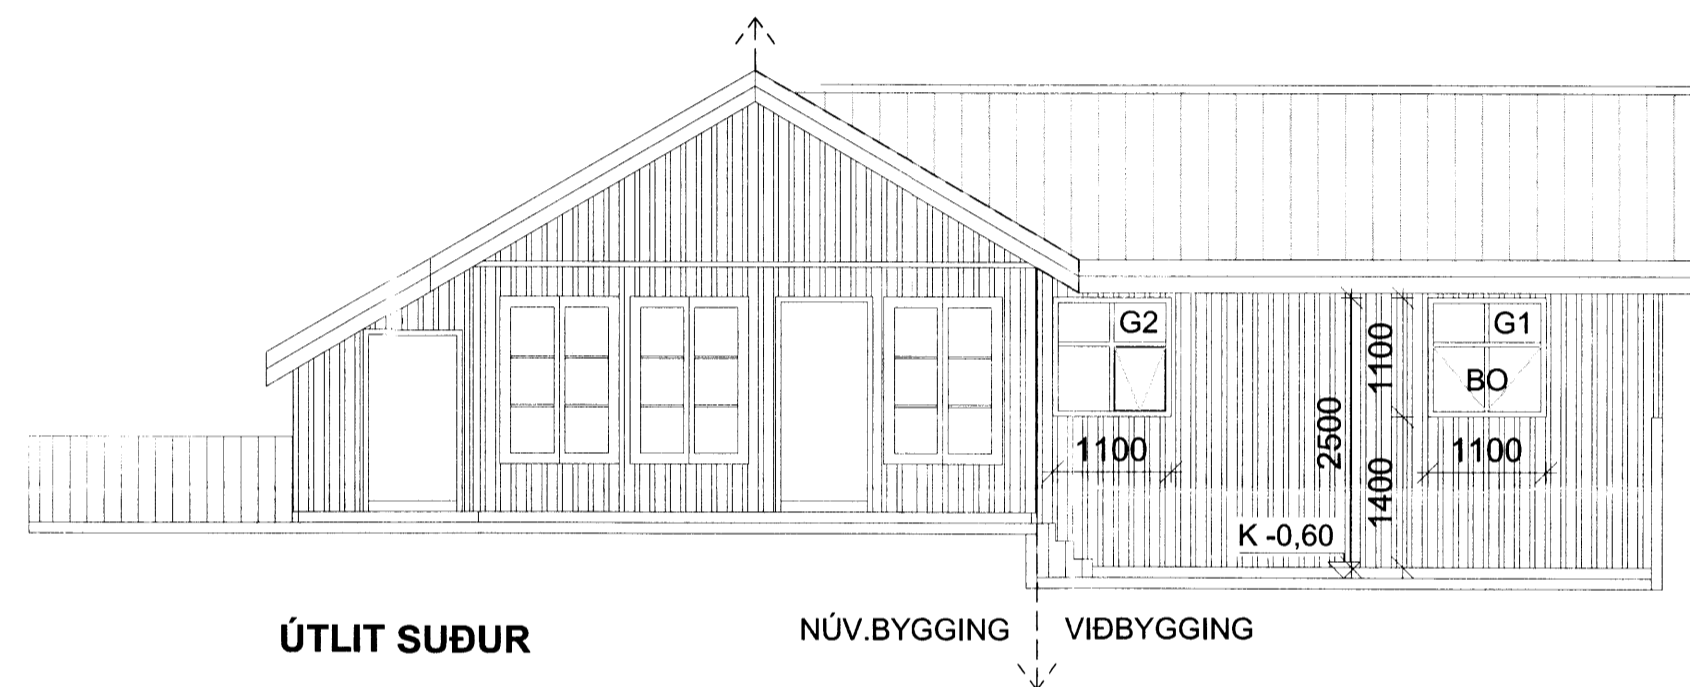 G2
G1
BO
1100
1100
1100
2500
1400
K -0,60
ÚTLIT SUÐUR
NÚV.BYGGING
VIÐBYGGING